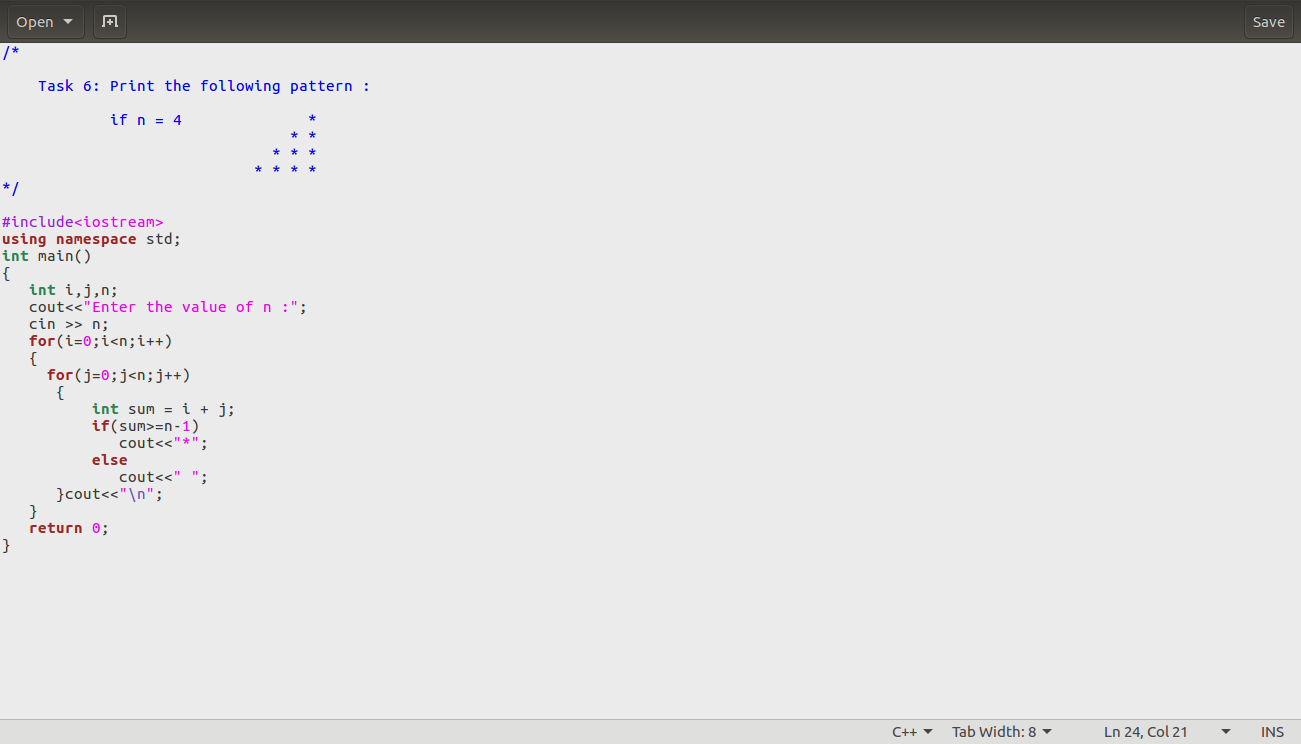 Open Save
/*
    Task 6: Print the following pattern :
            if n = 4              *
                                * *
                              * * *
                            * * * *
*/
#include<iostream>
using namespace std;
int main()
{
   int i,j,n;
   cout<<"Enter the value of n :";
   cin >> n;
   for(i=0;i<n;i++)
   {
     for(j=0;j<n;j++)
      {
          int sum = i + j;
          if(sum>=n-1)
             cout<<"*";
          else
             cout<<" ";
      }cout<<"\n";
   }
   return 0;
}
C++ Tab Width: 8 Ln 24, Col 21 INS